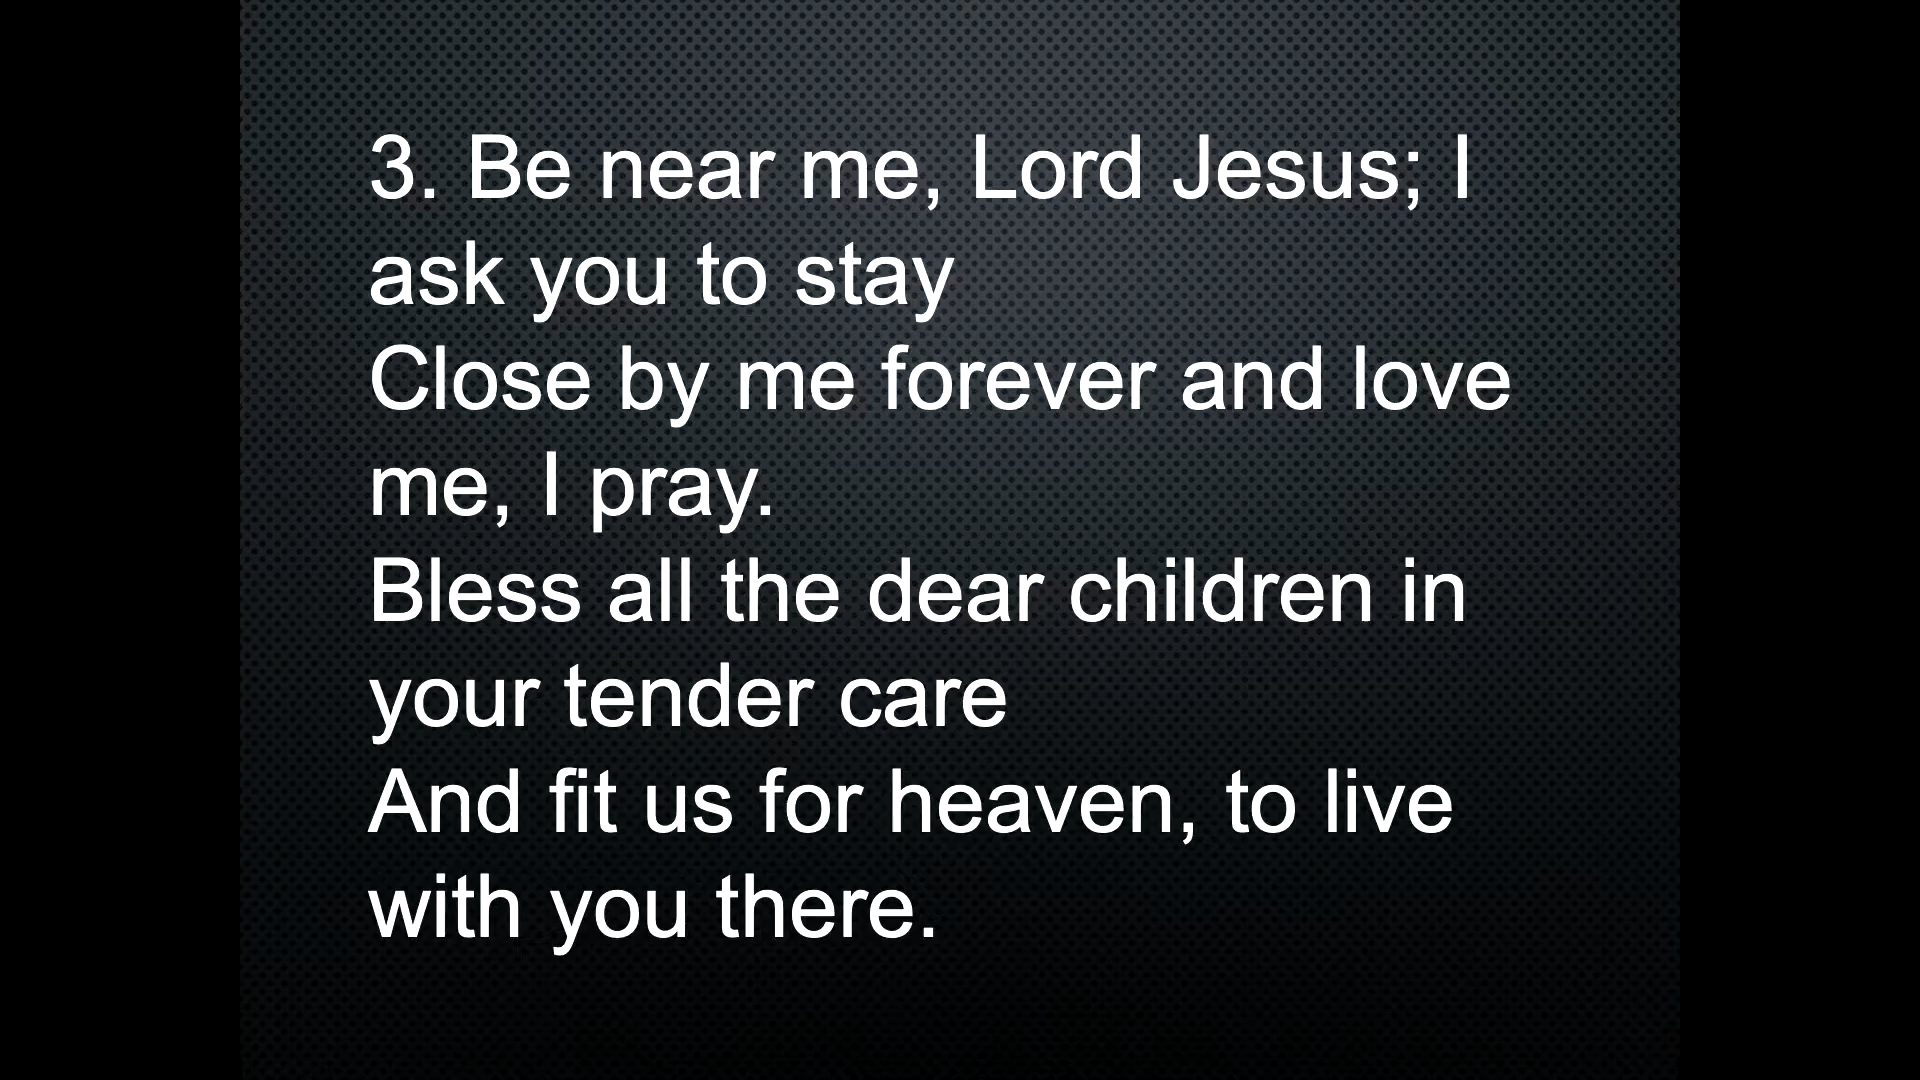 3. Be near me, Lord Jesus; I
ask you to stay
Close by me forever and love
me, I pray.
Bless all the dear children in
your tender care
And fit us for heaven, to live
with you there.